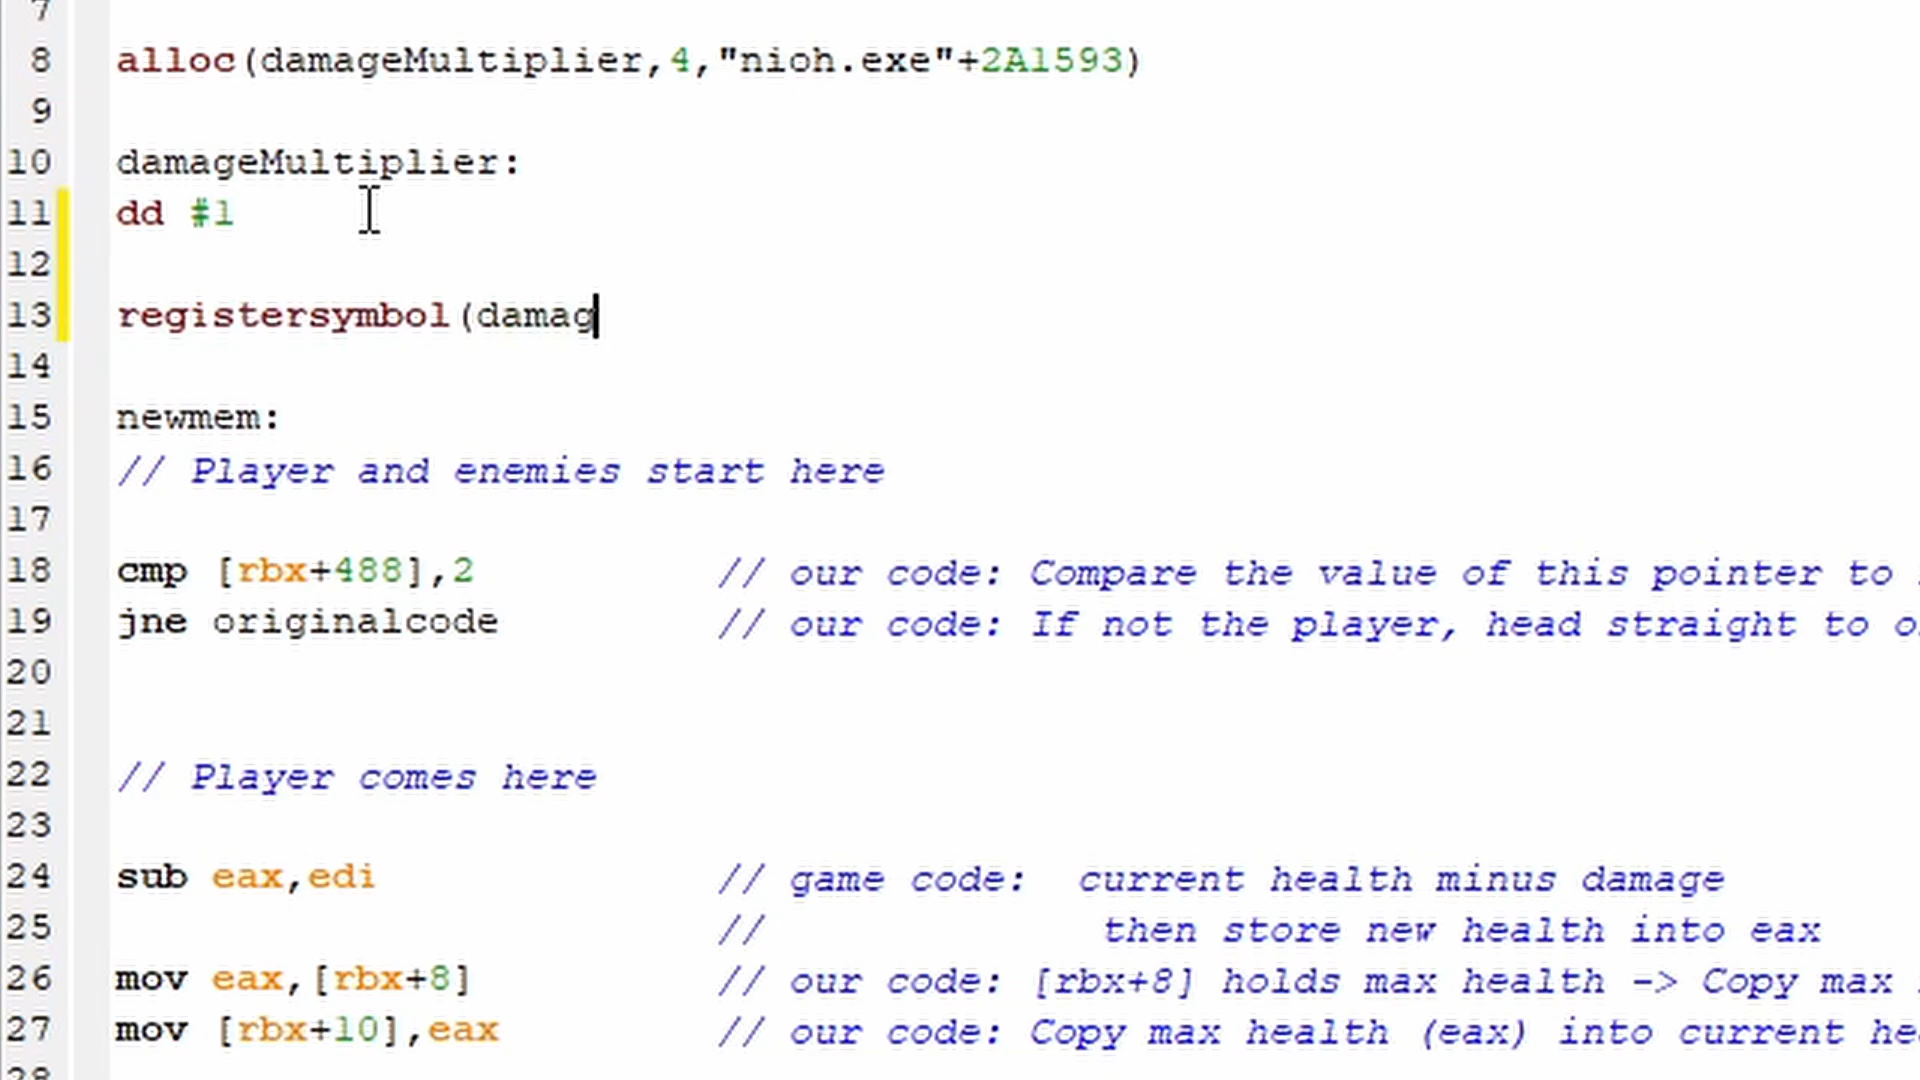 7
8 alloc(damageMultiplier,4,"nioh.exe"+2A1593)
9
10 damageMultiplier:
11 dd #1
12
13 registersymbol(damag
14
15 newmem:
16 // Player and enemies start here
17
18 cmp [rbx+488],2 // our code: Compare the value of this pointer to
19 jne originalcode // our code: If not the player, head straight to
20
21
22 // Player comes here
23
24 sub eax,edi // game code: current health minus damage
25 // then store new health into eax
26 mov eax,[rbx+8] // our code: [rbx+8] holds max health -> Copy max
27 mov [rbx+10],eax // our code: Copy max health (eax) into current
28